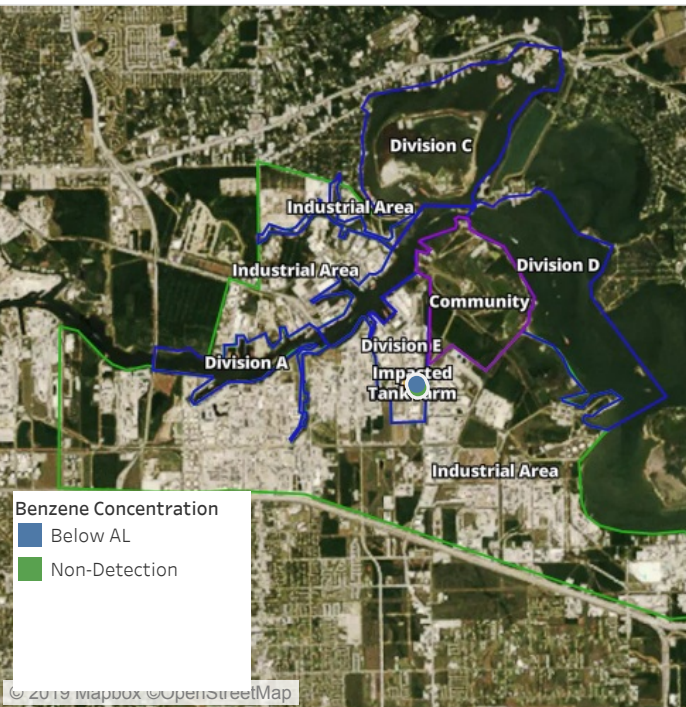 Division C
Industrial Area
Industrial Area
Division D
Community
Division E
Division A
Impacted
Tank Farm
Industrial Area
Benzene Concentration
Below AL
Non-Detection
© 2019 Mapbox ©OpenStreetMap